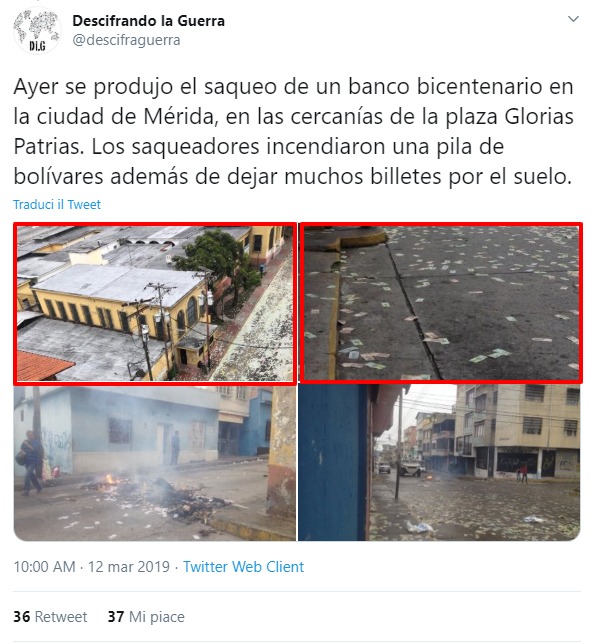 Descifrando la Guerra
@descifraguerra
Di.G
Ayer se produjo el saqueo de un banco bicentenario en
la ciudad de Mérida, en las cercanías de la plaza Glorias
Patrias. Los saqueadores incendiaron una pila de
bolívares además de dejar muchos billetes por el suelo.
Traduci il Tweet
10:00 AM · 12 mar 2019 · Twitter Web Client
36 Retweet 37 Mi piace